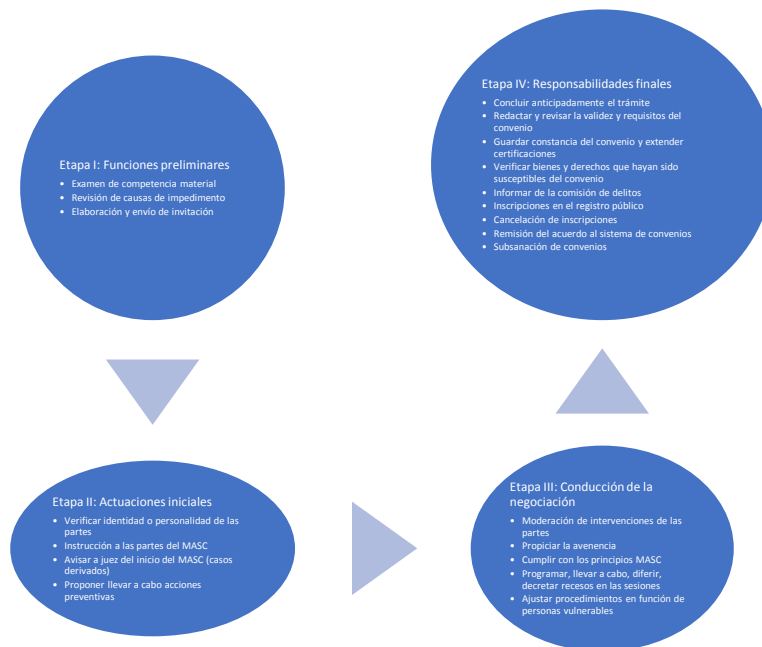 Etapa I: Funciones preliminares
• Examen de competencia material
• Revisión de causas de impedimento
• Elaboración y envío de invitación
Etapa II: Actuaciones iniciales
• Verificar identidad o personalidad de las
partes
• Instrucción a las partes del MASC
• Avisar a juez del inicio del MASC (casos
derivados)
• Proponer llevar a cabo acciones
preventivas
Etapa III: Conducción de la
negociación
• Moderación de intervenciones de las
partes
• Propiciar la avenencia
• Cumplir con los principios MASC
• Programar, llevar a cabo, diferir,
decretar recesos en las sesiones
• Ajustar procedimientos en función de
personas vulnerables
Etapa IV: Responsabilidades finales
• Concluir anticipadamente el trámite
• Redactar y revisar la validez y requisitos del
convenio
• Guardar constancia del convenio y extender
certificaciones
• Verificar bienes y derechos que hayan sido
susceptibles del convenio
• Informar de la comisión de delitos
• Inscripciones en el registro público
• Cancelación de inscripciones
• Remisión del acuerdo al sistema de convenios
• Subsanación de convenios